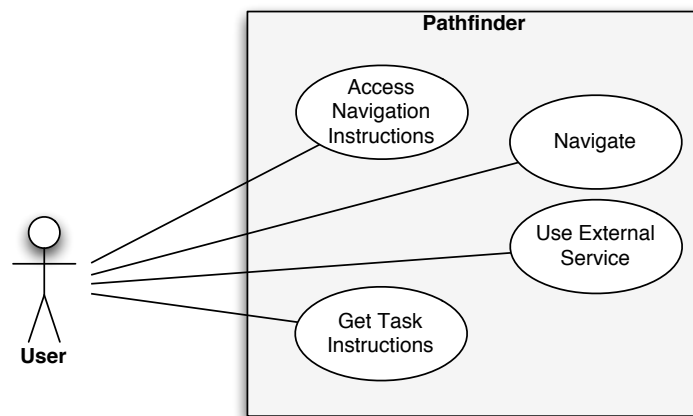 Pathfinder
Access
Navigation
Instructions
Navigate
Use External
Service
Get Task
Instructions
User